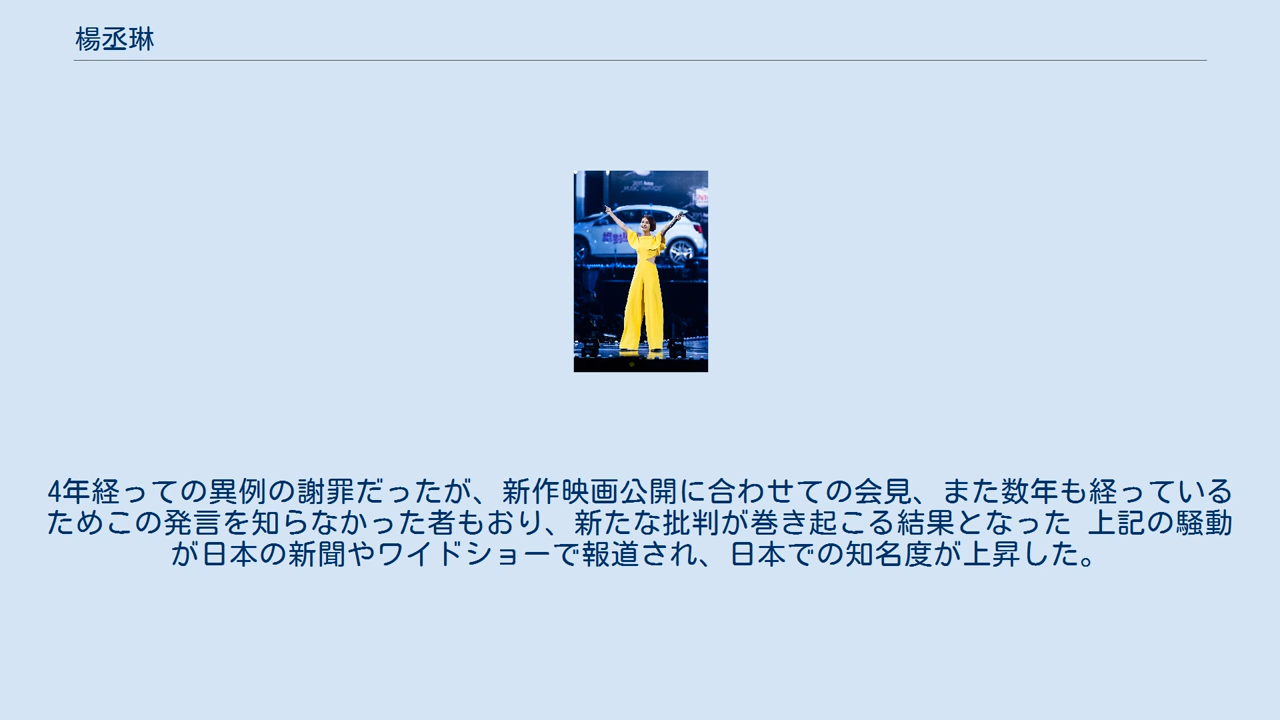 楊丞琳
4年経っての異例の謝罪だったが、新作映画公開に合わせての会見、また数年も経っている
ためこの発言を知らなかった者もおり、新たな批判が巻き起こる結果となった 上記の騒動
が日本の新聞やワイドショーで報道され、日本での知名度が上昇した。